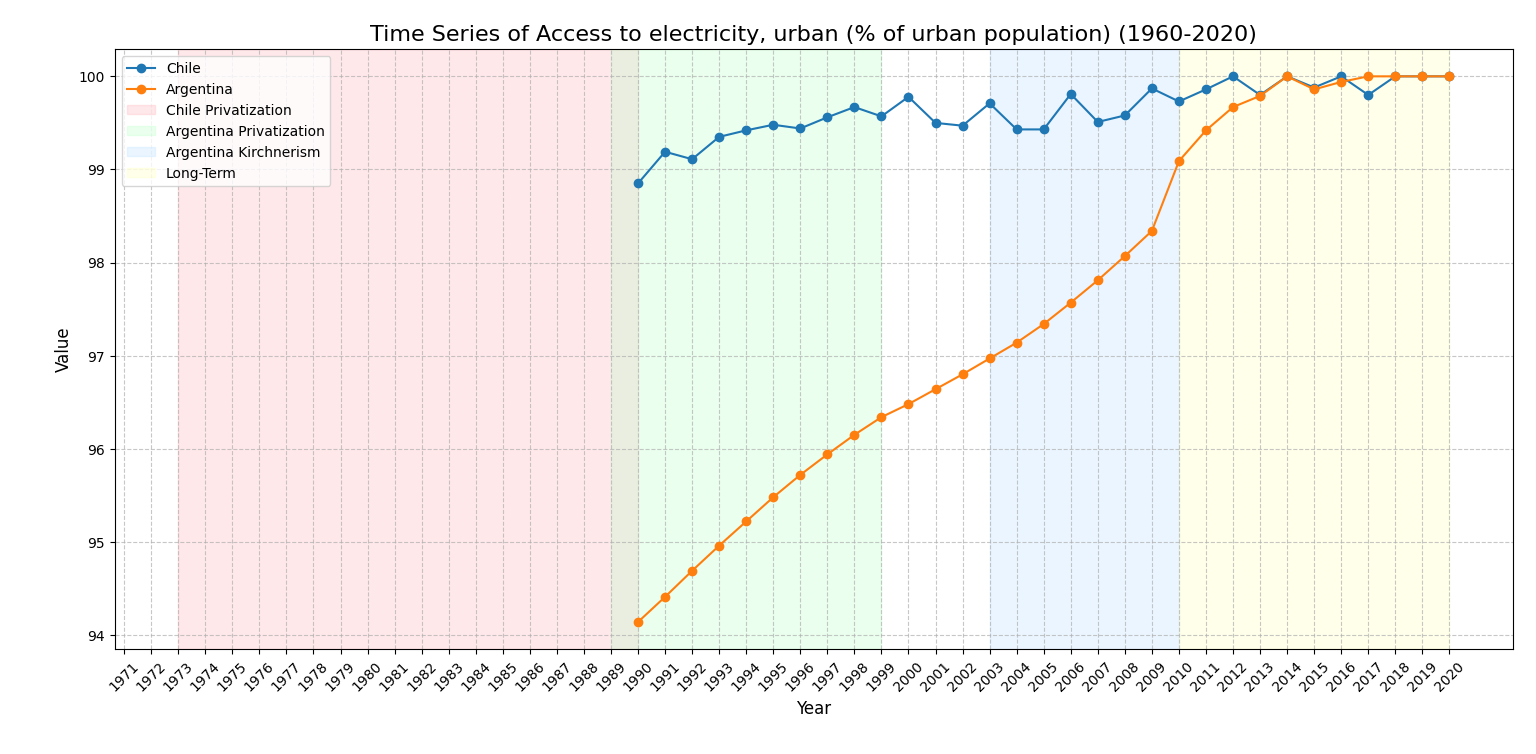 Time Series of Access to electricity, urban (% of urban population) (1960-2020)
Chile
Argentina
Chile Privatization
Argentina Privatization
Argentina Kirchnerism
Long-Term
Value
100
99
98
97
96
95
94
1971 1972 1973 1974 1975 1976 1977 1978 1979 1980 1981 1982 1983 1984 1985 1986 1987 1988 1989 1990 1991 1992 1993 1994 1995 1996 1997 1998 1999 2000 2001 2002 2003 2004 2005 2006 2007 2008 2009 2010 2011 2012 2013 2014 2015 2016 2017 2018 2019 2020
Year